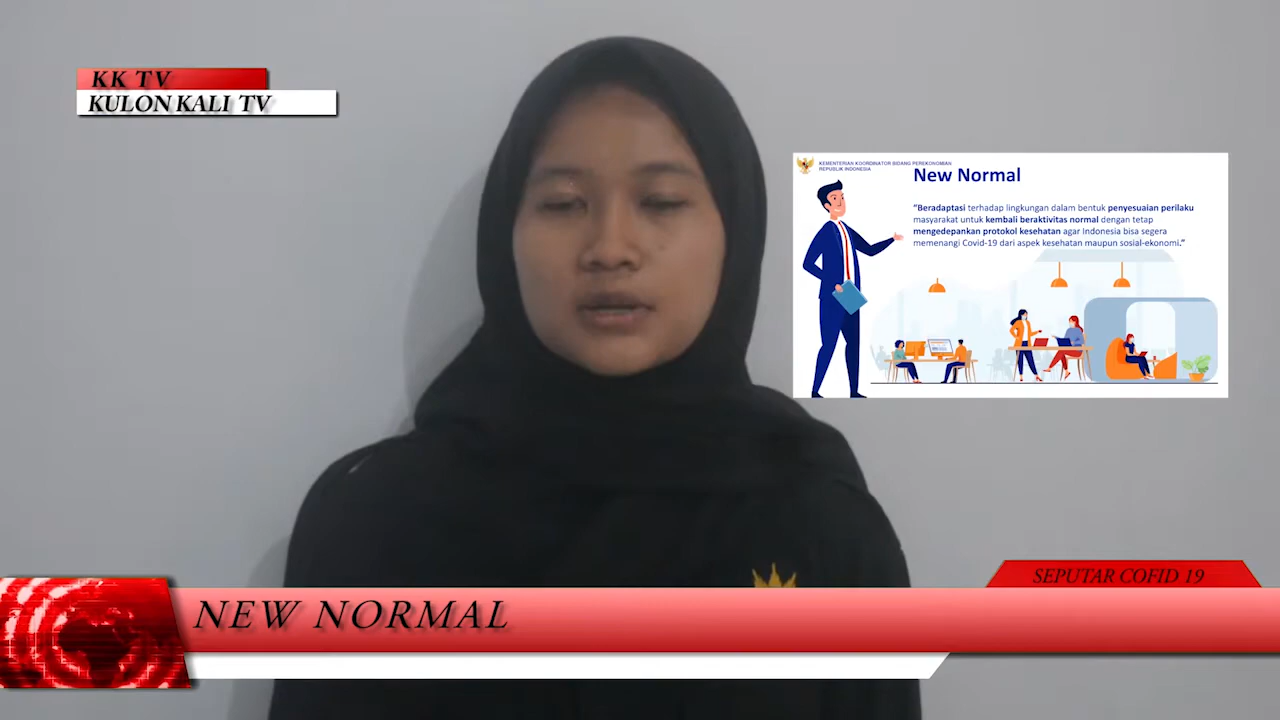 KK TV
KULON KALI TV
KEMENTERIAN KOORDINATOR BIDANG PEREKONOMIAN
REPUBLIK INDONESIA
New Normal
"Beradaptasi terhadap lingkungan dalam bentuk penyesuaian perilaku
masyarakat untuk kembali beraktivitas normal dengan tetap
mengedepankan protokol kesehatan agar Indonesia bisa segera
memenangi Covid-19 dari aspek kesehatan maupun sosial-ekonomi."
SEPUTAR COFID 19
NEW NORMAL